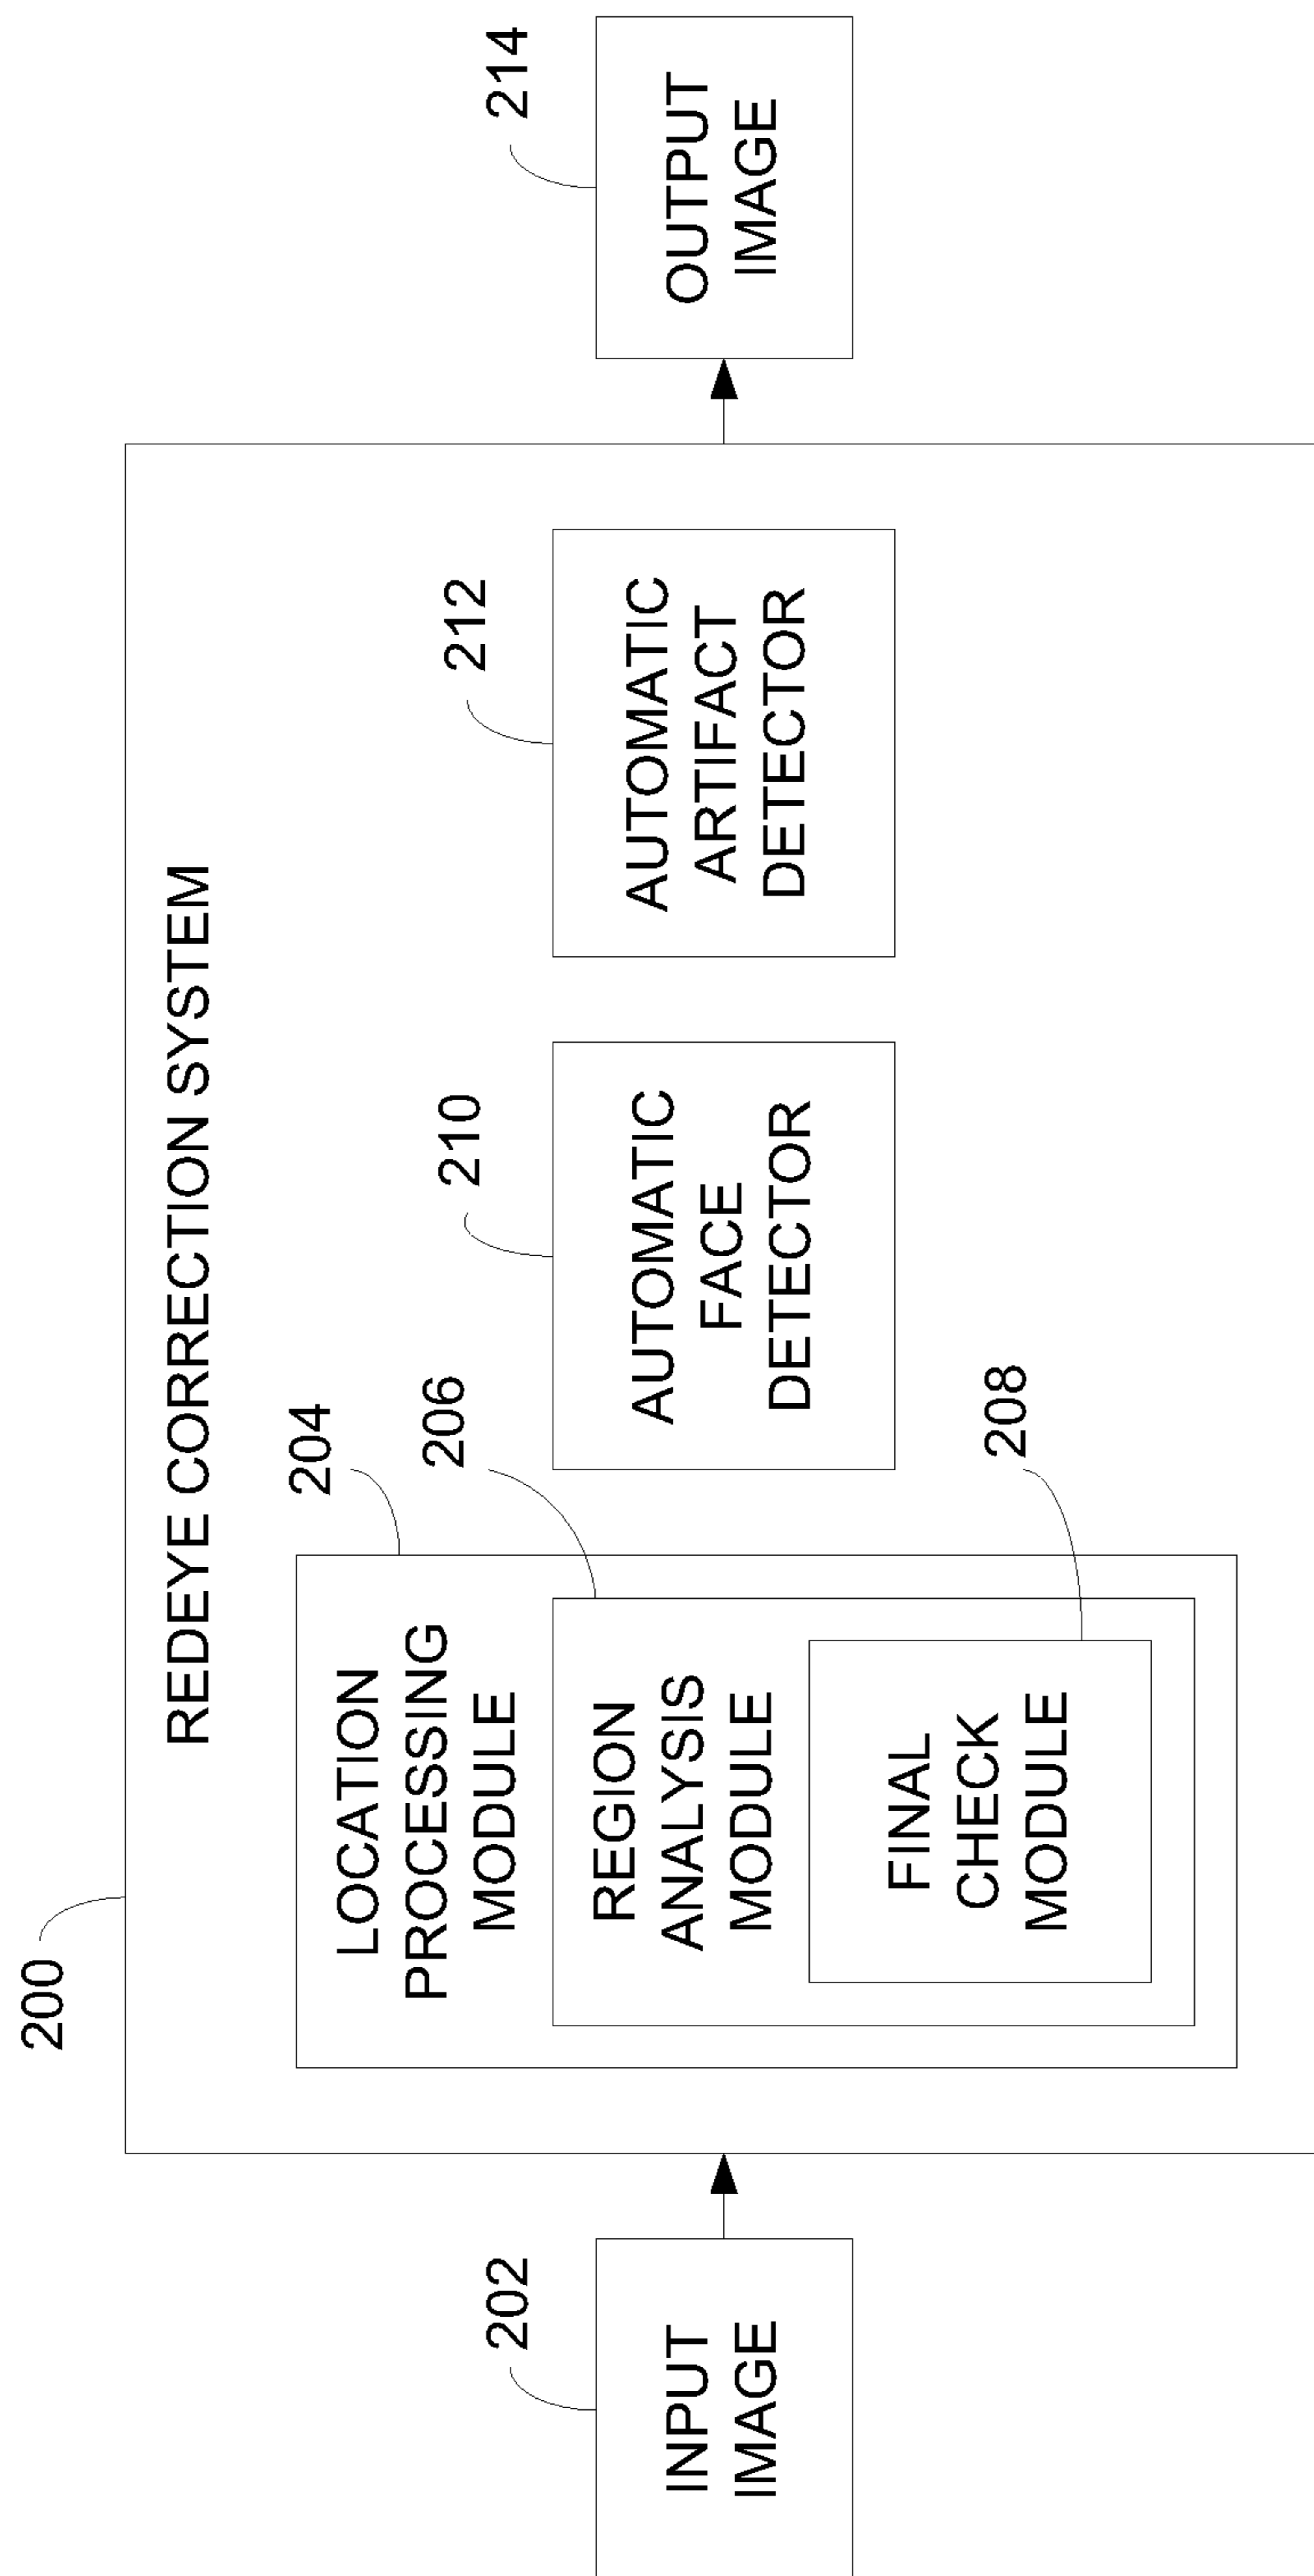 REDEYE CORRECTION SYSTEM
200
202
INPUT
IMAGE
204
LOCATION
PROCESSING
MODULE
206
REGION
ANALYSIS
MODULE
208
FINAL
CHECK
MODULE
210
AUTOMATIC
FACE
DETECTOR
212
AUTOMATIC
ARTIFACT
DETECTOR
214
OUTPUT
IMAGE